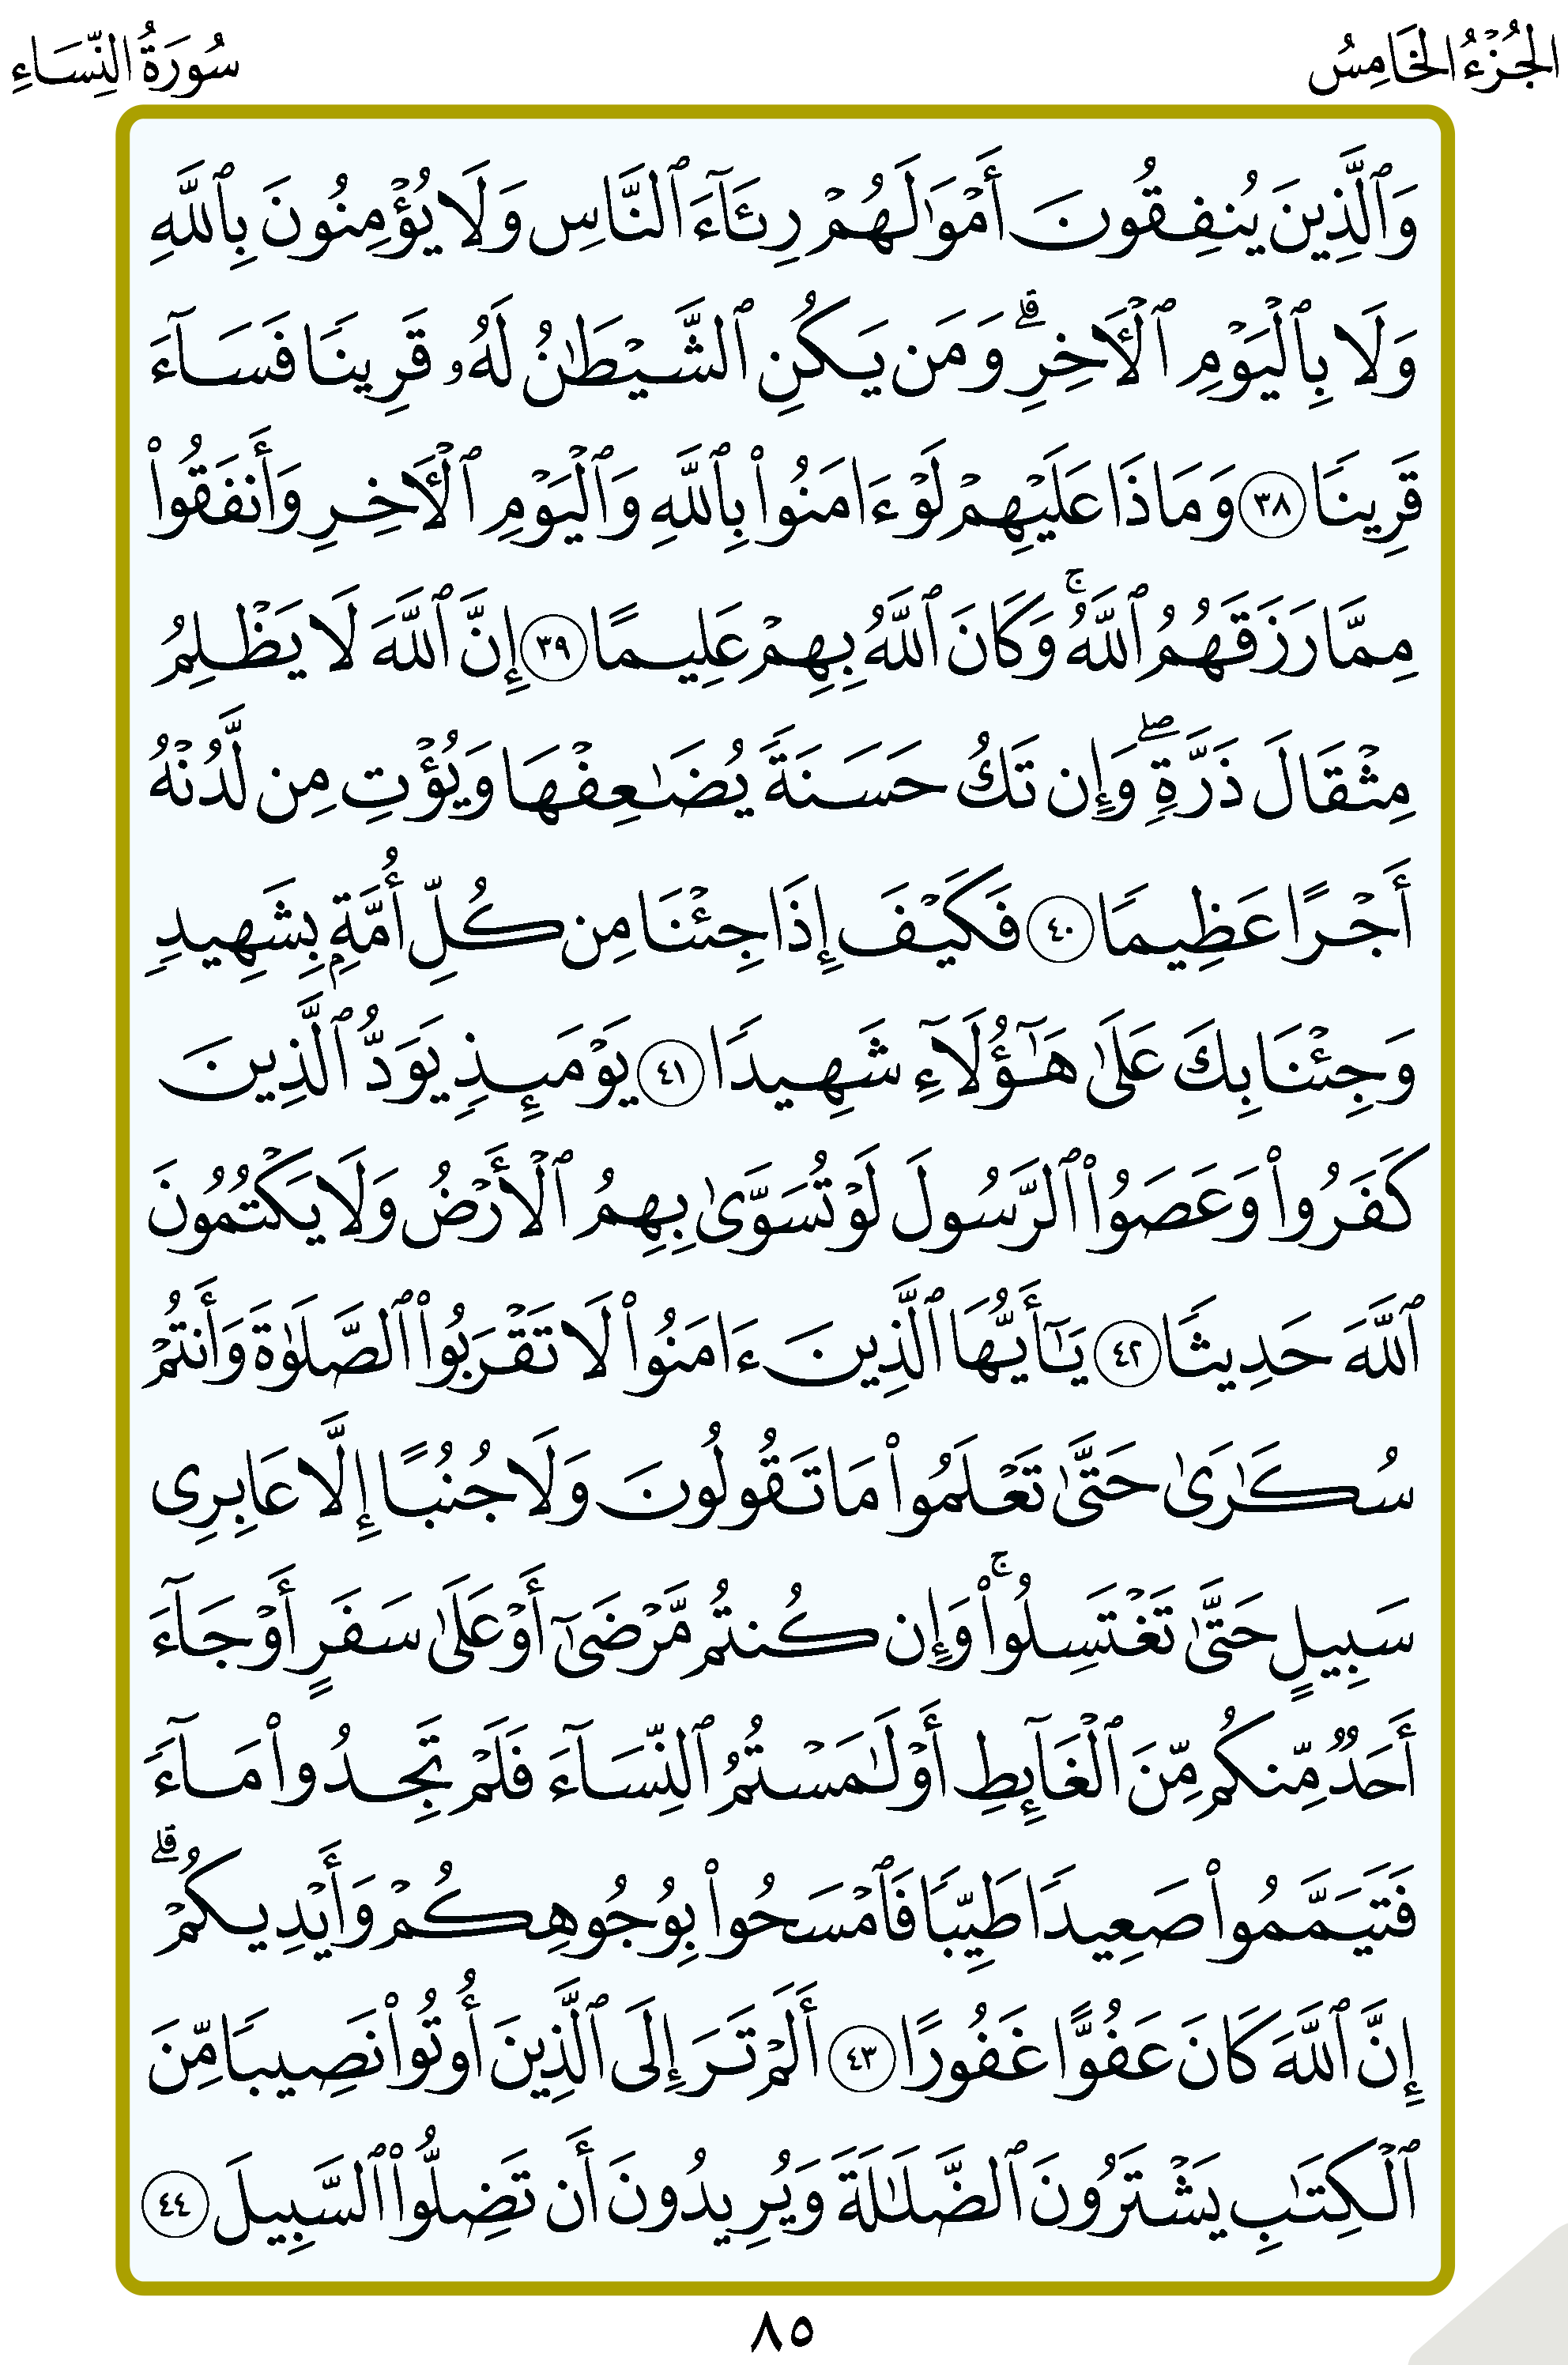 الجُزْءُ الخَامِسُ
سُورَةُ النِّسَاءِ
وَٱلَّذِينَ يُنفِقُونَ أَمْوَٰلَهُمْ رِئَآءَ ٱلنَّاسِ وَلَا يُؤْمِنُونَ بِٱللَّهِ
وَلَا بِٱلْيَوْمِ ٱلْأَخِرِ ۗ وَمَن يَكُنِ ٱلشَّيْطَٰنُ لَهُۥ قَرِينًا فَسَآءَ
قَرِينًا ٣٨ وَمَاذَا عَلَيْهِمْ لَوْ ءَامَنُوا۟ بِٱللَّهِ وَٱلْيَوْمِ ٱلْأَخِرِ وَأَنفَقُوا۟
مِمَّا رَزَقَهُمُ ٱللَّهُ ۚ وَكَانَ ٱللَّهُ بِهِمْ عَلِيمًا ٣٩ إِنَّ ٱللَّهَ لَا يَظْلِمُ
مِثْقَالَ ذَرَّةٍ ۖ وَإِن تَكُ حَسَنَةً يُضَٰعِفْهَا وَيُؤْتِ مِن لَّدُنْهُ
أَجْرًا عَظِيمًا ٤٠ فَكَيْفَ إِذَا جِئْنَا مِن كُلِّ أُمَّةٍۭ بِشَهِيدٍ
وَجِئْنَا بِكَ عَلَىٰ هَٰٓؤُلَآءِ شَهِيدًا ٤١ يَوْمَئِذٍ يَوَدُّ ٱلَّذِينَ
كَفَرُوا۟ وَعَصَوُا۟ ٱلرَّسُولَ لَوْ تُسَوَّىٰ بِهِمُ ٱلْأَرْضُ وَلَا يَكْتُمُونَ
ٱللَّهَ حَدِيثًا ٤٢ يَٰٓأَيُّهَا ٱلَّذِينَ ءَامَنُوا۟ لَا تَقْرَبُوا۟ ٱلصَّلَوٰةَ وَأَنتُمْ
سُكَٰرَىٰ حَتَّىٰ تَعْلَمُوا۟ مَا تَقُولُونَ وَلَا جُنُبًا إِلَّا عَابِرِى
سَبِيلٍ حَتَّىٰ تَغْتَسِلُوا۟ ۚ وَإِن كُنتُم مَّرْضَىٰٓ أَوْ عَلَىٰ سَفَرٍ أَوْ جَآءَ
أَحَدٌ مِّنكُم مِّنَ ٱلْغَآئِطِ أَوْ لَٰمَسْتُمُ ٱلنِّسَآءَ فَلَمْ تَجِدُوا۟ مَآءً
فَتَيَمَّمُوا۟ صَعِيدًا طَيِّبًا فَٱمْسَحُوا۟ بِوُجُوهِكُمْ وَأَيْدِيكُمْ ۗ
إِنَّ ٱللَّهَ كَانَ عَفُوًّا غَفُورًا ٤٣ أَلَمْ تَرَ إِلَى ٱلَّذِينَ أُوتُوا۟ نَصِيبًا مِّنَ
ٱلْكِتَٰبِ يَشْتَرُونَ ٱلضَّلَٰلَةَ وَيُرِيدُونَ أَن تَضِلُّوا۟ ٱلسَّبِيلَ ٤٤
٨٥